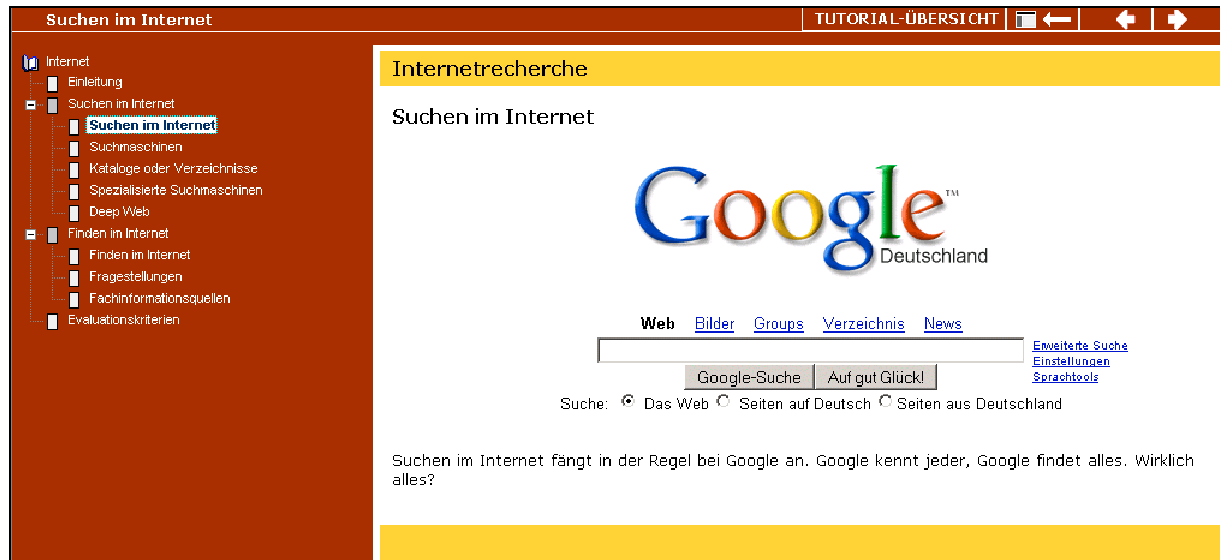 Suchen im Internet
TUTORIAL-ÜBERSICHT
Internet
Einleitung
Suchen im Internet
Suchen im Internet
Suchmaschinen
Kataloge oder Verzeichnisse
Spezialisierte Suchmaschinen
Deep Web
Finden im Internet
Finden im Internet
Fragestellungen
Fachinformationsquellen
Evaluationskriterien
Internetrecherche
Suchen im Internet
Google™
Deutschland
Web Bilder Groups Verzeichnis News
Erweiterte Suche
Einstellungen
Sprachtools
Google-Suche Auf gut Glück!
Suche: Das Web Seiten auf Deutsch Seiten aus Deutschland
Suchen im Internet fängt in der Regel bei Google an. Google kennt jeder, Google findet alles. Wirklich
alles?